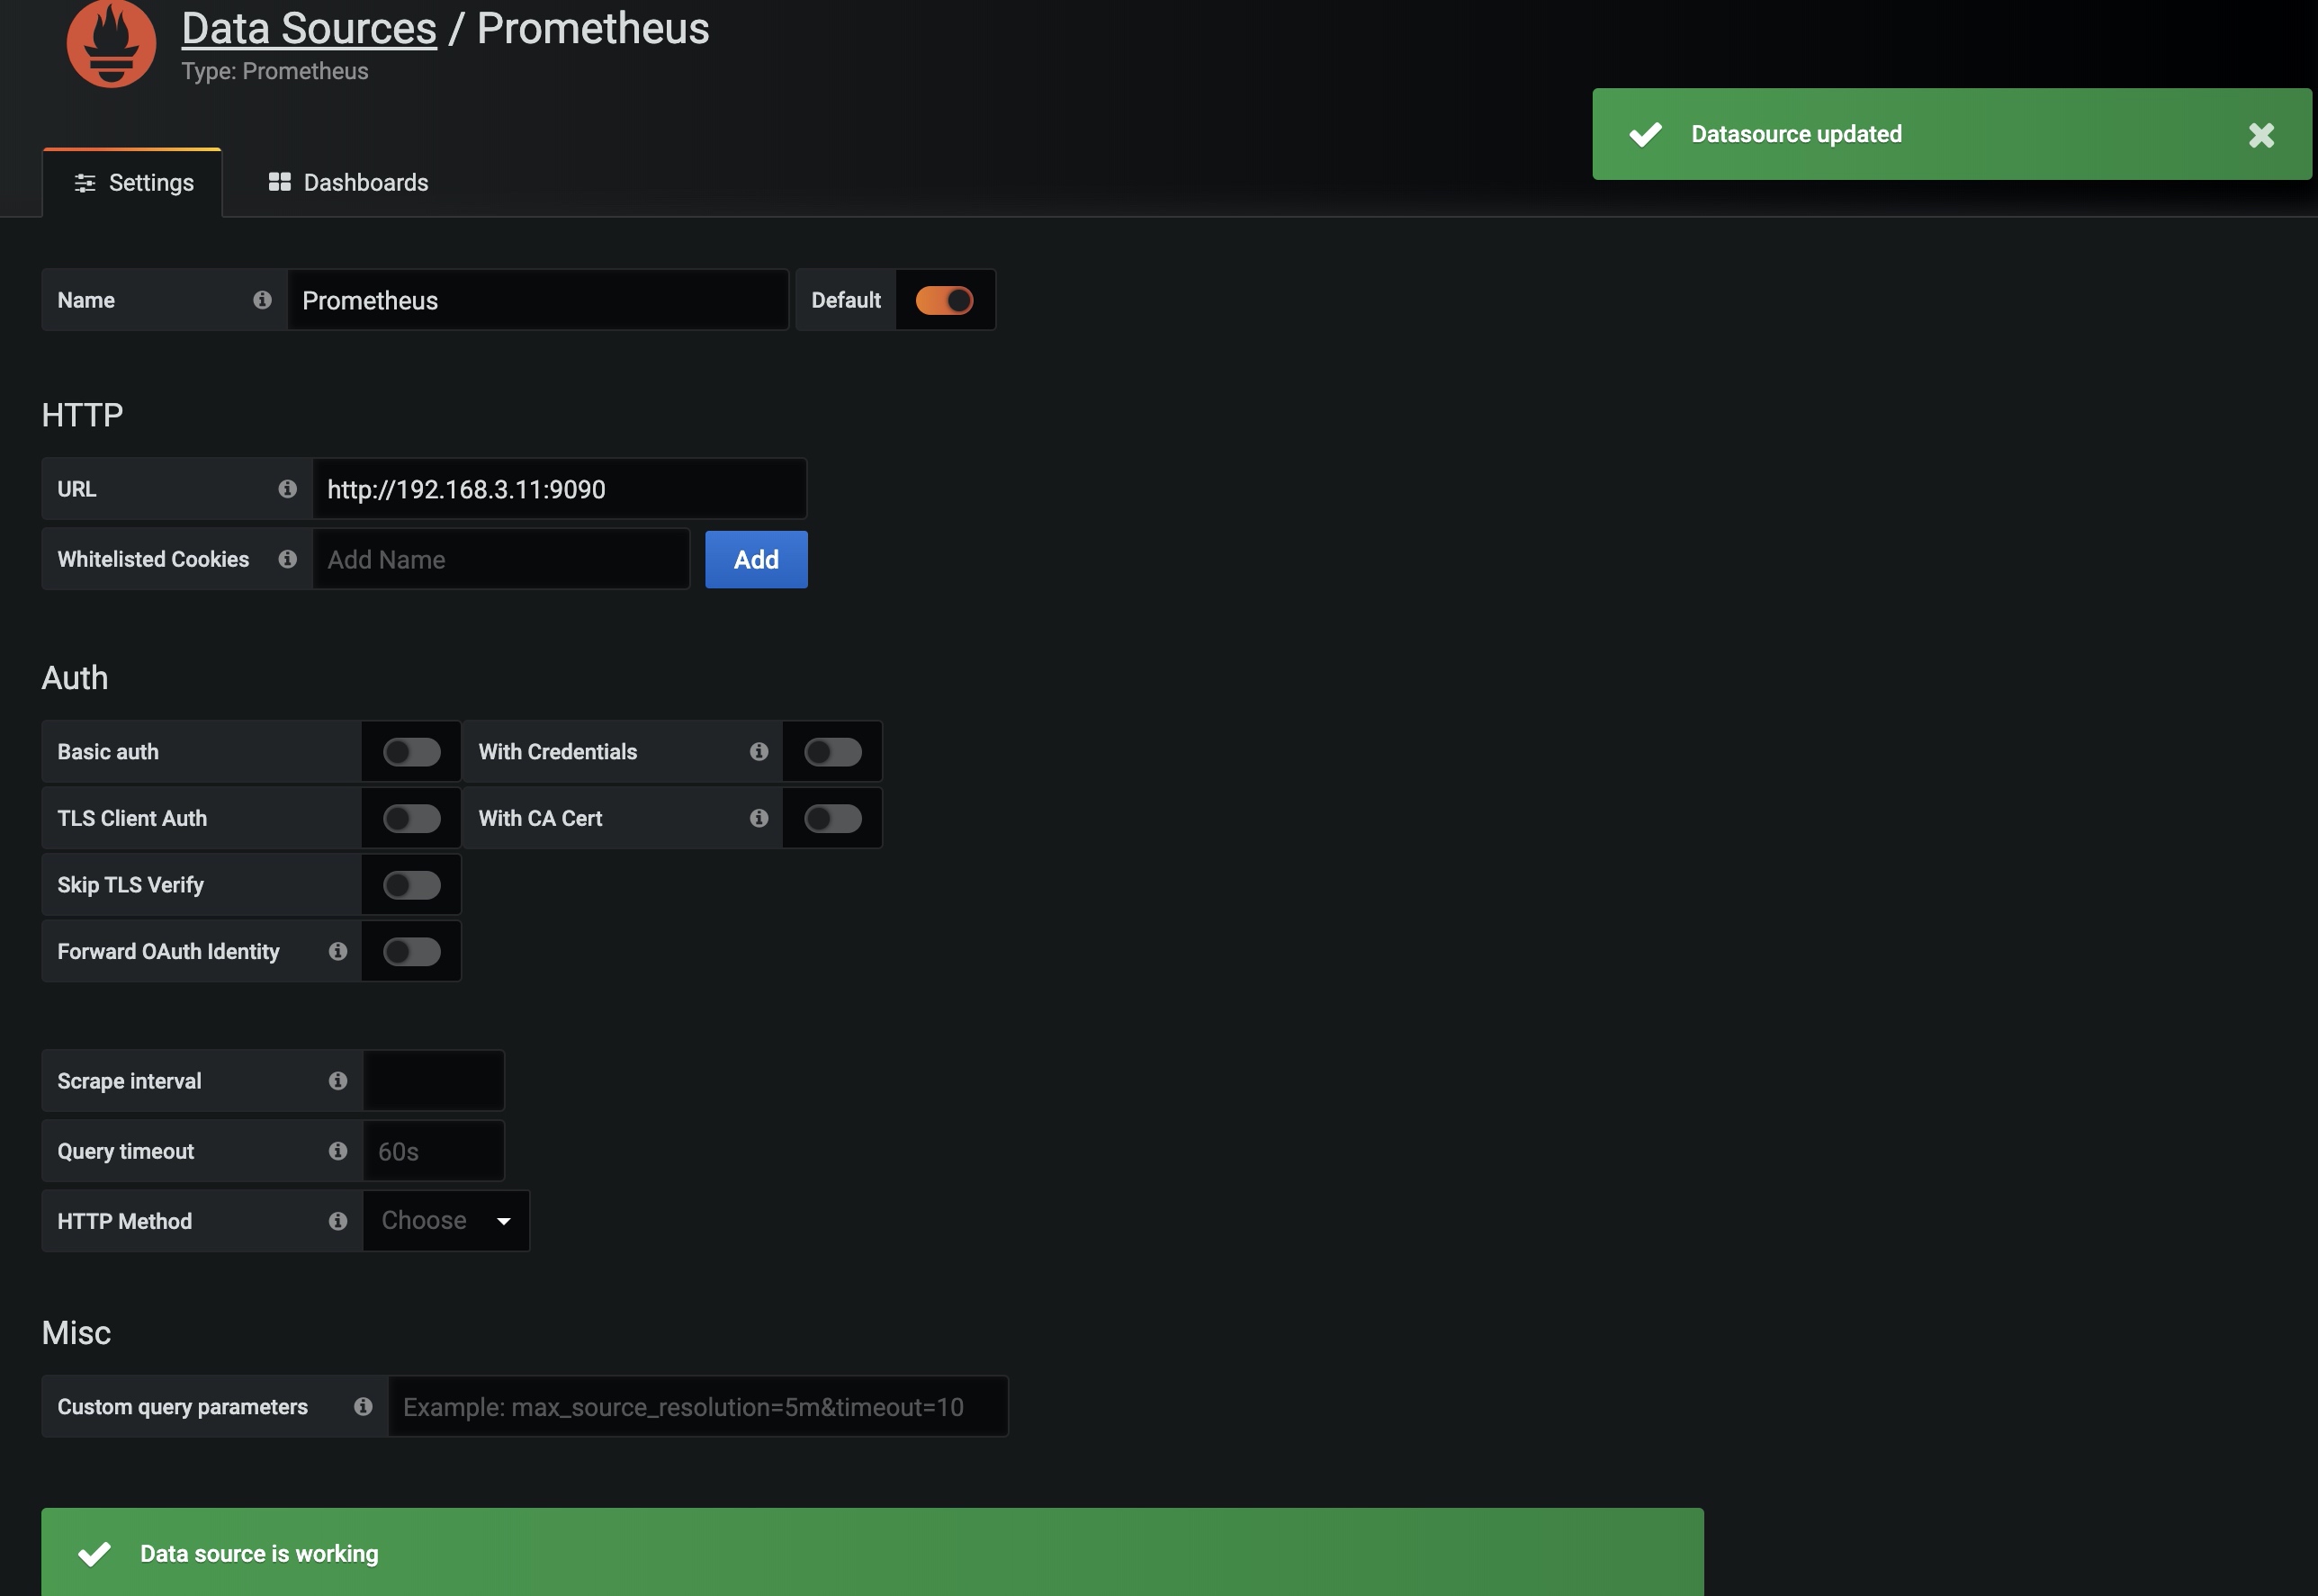 Data Sources / Prometheus
Type: Prometheus
Datasource updated
Settings
Dashboards
Name
Prometheus
Default
HTTP
URL
http://192.168.3.11:9090
Whitelisted Cookies
Add Name
Add
Auth
Basic auth
With Credentials
TLS Client Auth
With CA Cert
Skip TLS Verify
Forward OAuth Identity
Scrape interval
Query timeout
60s
HTTP Method
Choose
Misc
Custom query parameters
Example: max_source_resolution=5m&timeout=10
Data source is working